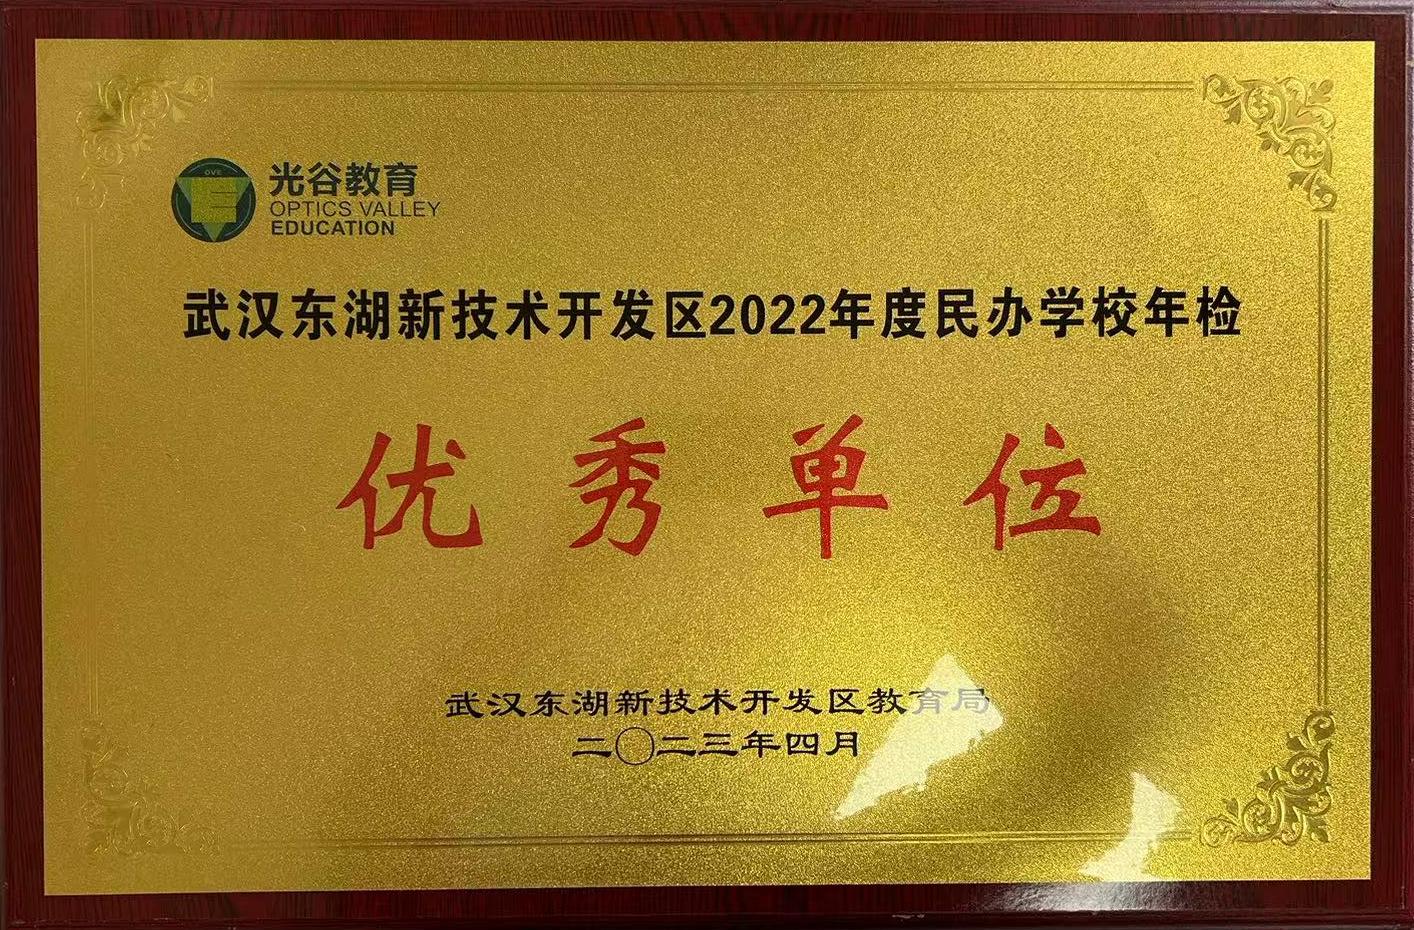 OVE
光谷教育
OPTICS VALLEY
EDUCATION
武汉东湖新技术开发区2022年度民办学校年检
优秀单位
武汉东湖新技术开发区教育局
二〇二三年四月